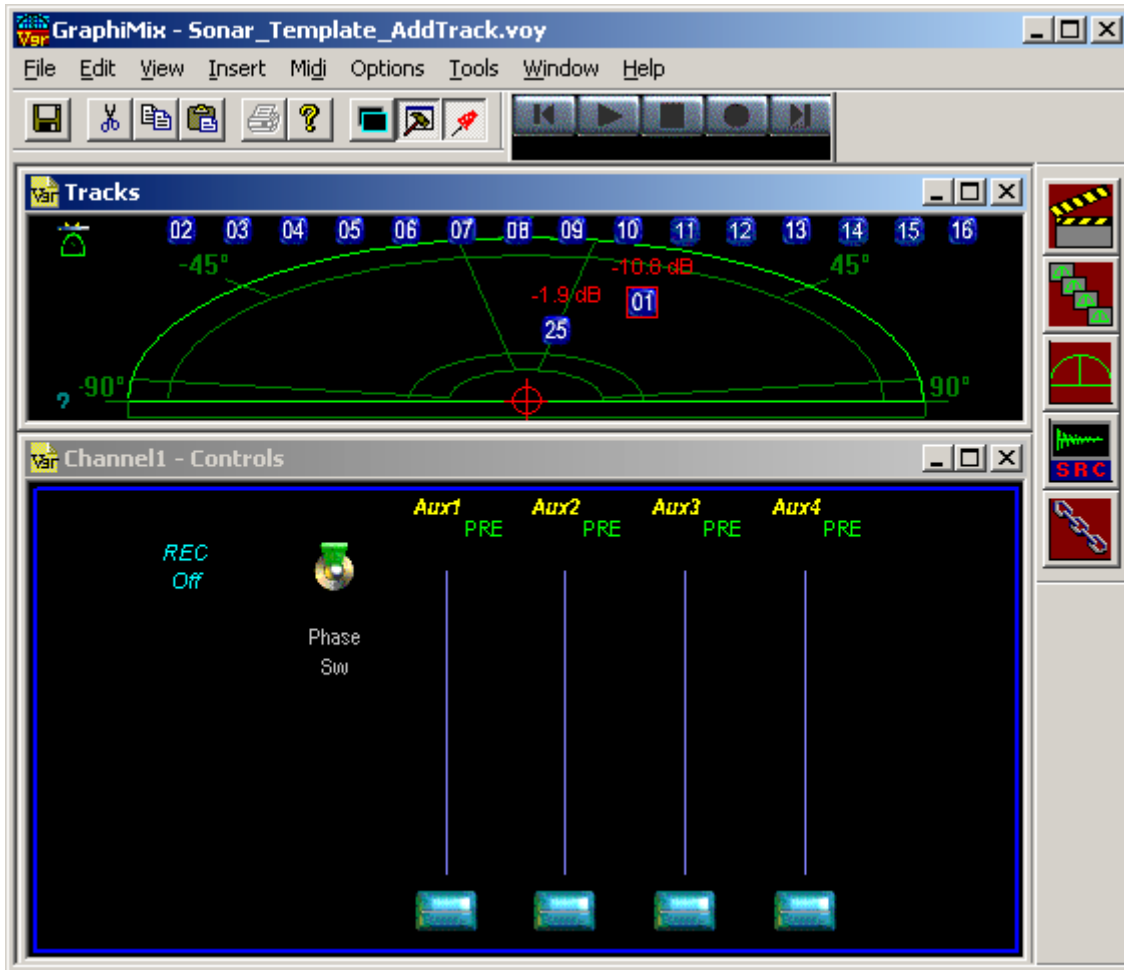 GraphiMix - Sonar_Template_AddTrack.voy
File Edit View Insert Midi Options Tools Window Help
Var Tracks
02 03 04 05 06 07 08 09 10 11 12 13 14 15 16
-45° -10.8 dB 45°
-1.9 dB 01
25
-90° 90°
?
SRC
Var Channel1 - Controls
Aux1 Aux2 Aux3 Aux4
PRE PRE PRE PRE
REC
Off
Phase
Sw